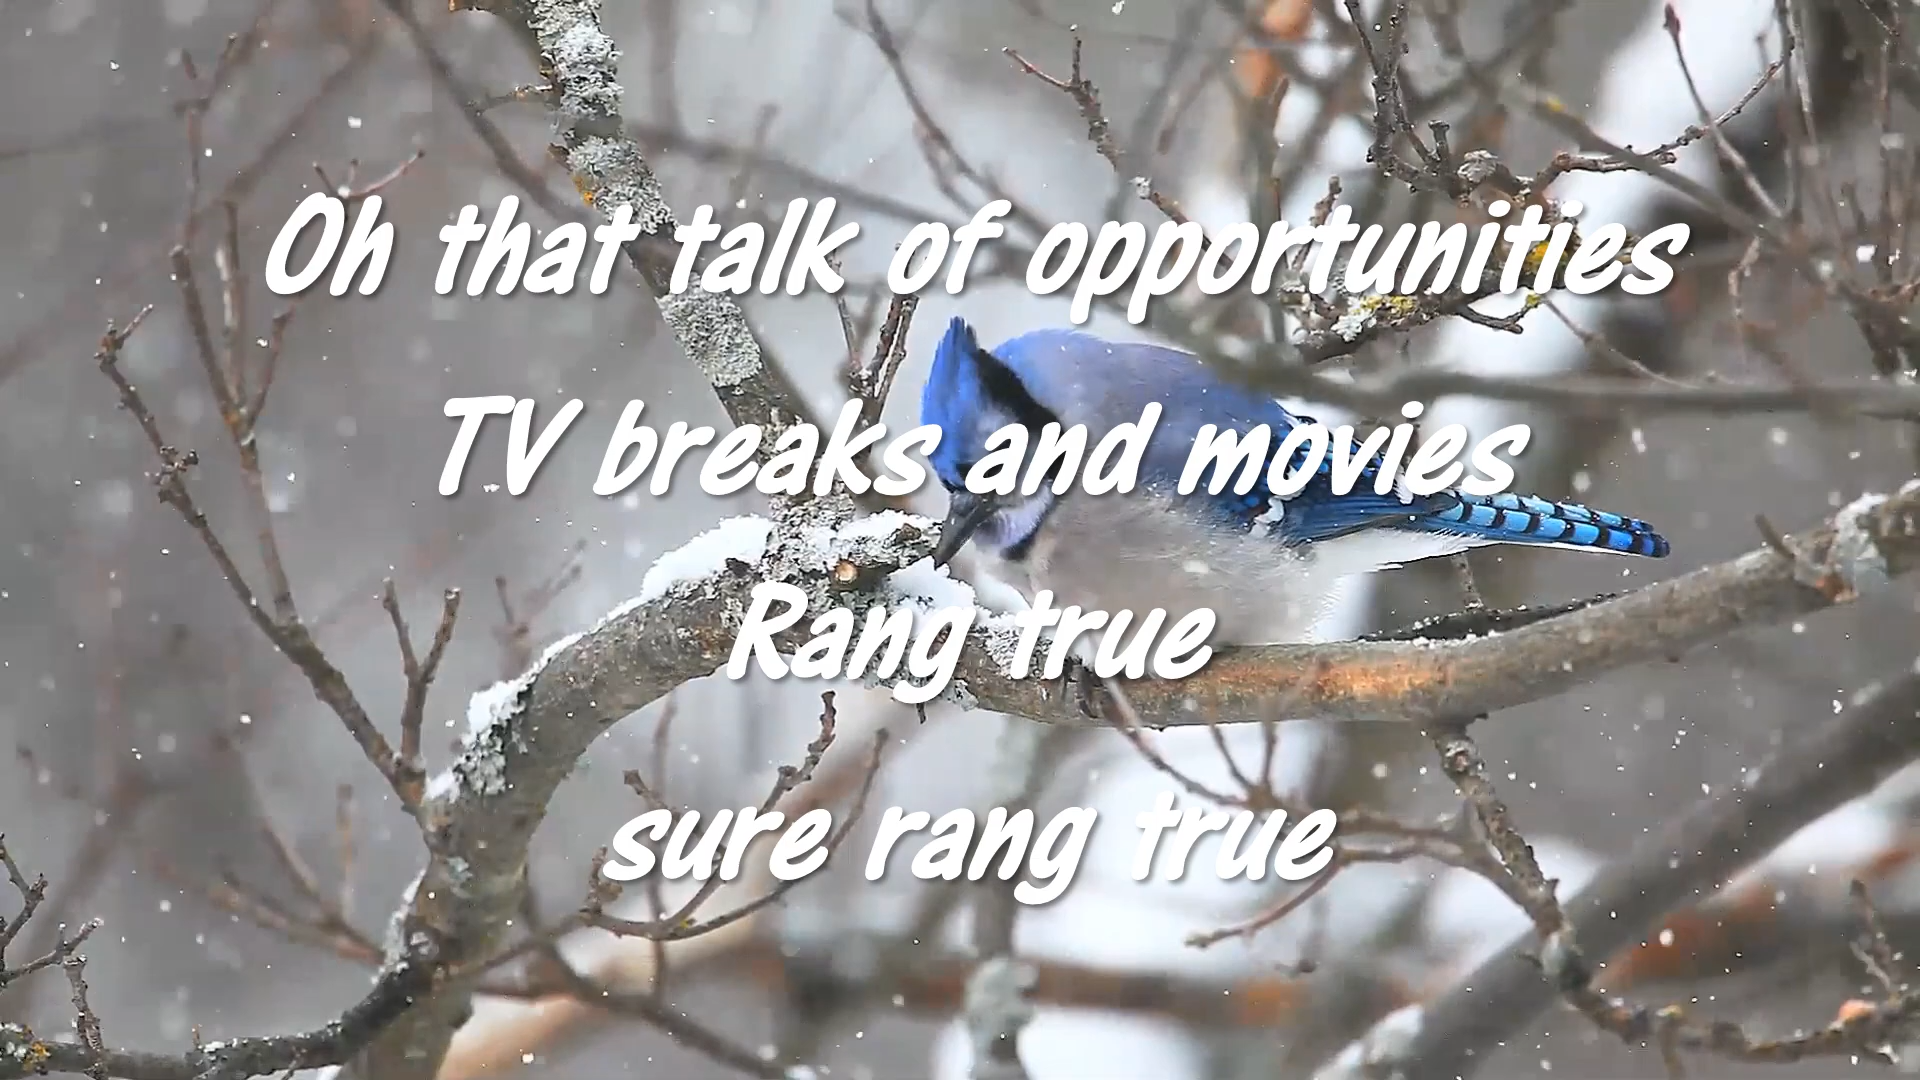 Oh that talk of opportunities
TV breaks and movies
Rang true
sure rang true